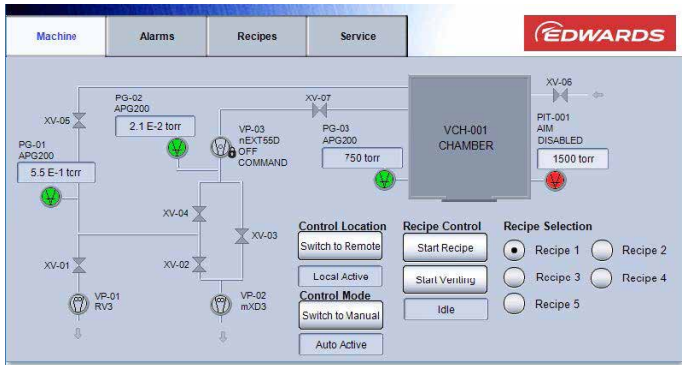 Machine
Alarms
Recipes
Service
EDWARDS
XV-06
PG-02
APG200
2.1 E-2 torr
XV-05
XV-07
VP-03
nEXT55D
OFF
COMMAND
PG-03
APG200
750 torr
VCH-001
CHAMBER
PIT-001
AIM
DISABLED
1500 torr
PG-01
APG200
5.5 E-1 torr
XV-04
XV-03
XV-01
XV-02
VP-01
RV3
VP-02
mXD3
Control Location
Switch to Remote
Local Active
Control Mode
Switch to Manual
Auto Active
Recipe Control
Start Recipe
Start Venting
Idle
Recipe Selection
Recipe 1
Recipe 2
Recipe 3
Recipe 4
Recipe 5